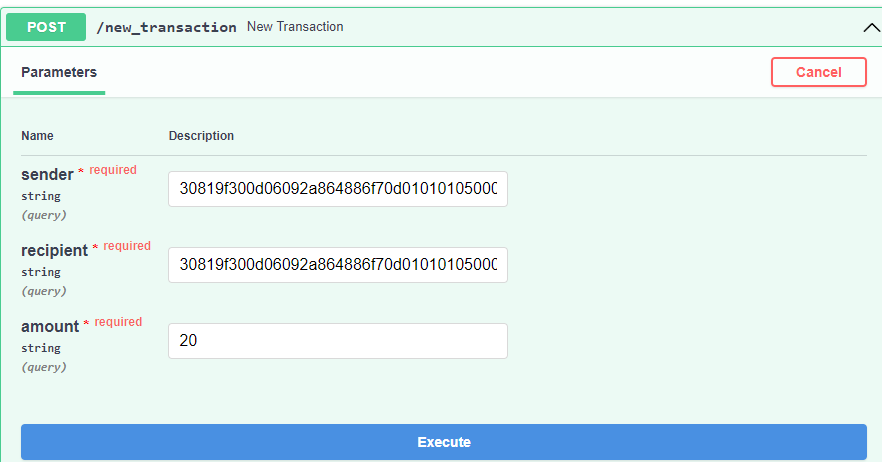 POST /new_transaction New Transaction
Parameters Cancel
Name Description
sender * required
string
(query)
30819f300d06092a864886f70d01010105000
recipient * required
string
(query)
30819f300d06092a864886f70d01010105000
amount * required
string
(query)
20
Execute